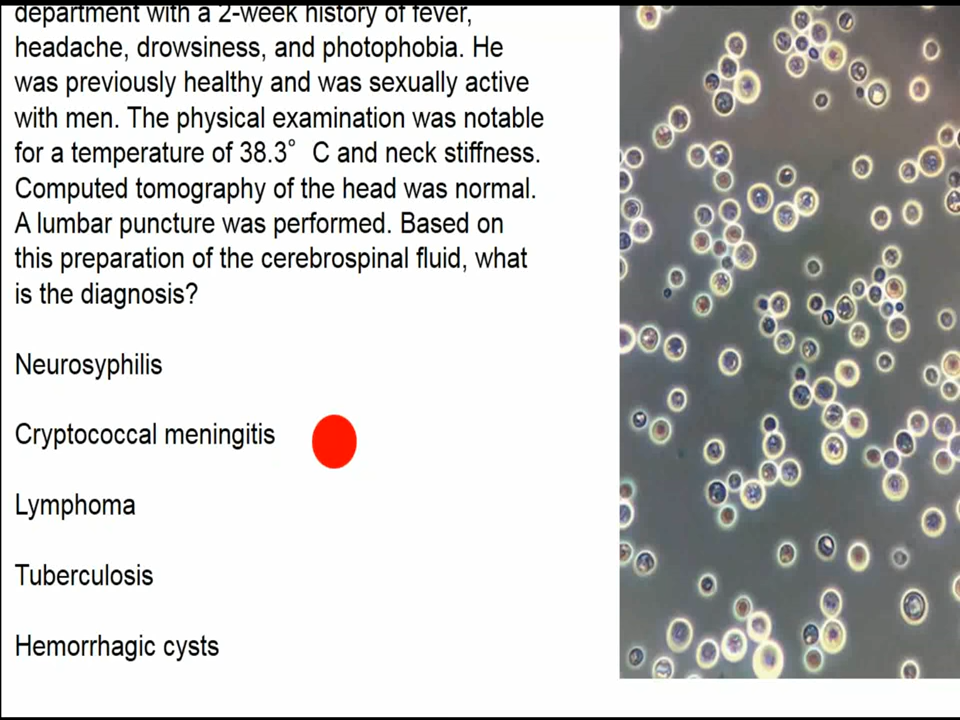 department with a 2-week history of fever,
headache, drowsiness, and photophobia. He
was previously healthy and was sexually active
with men. The physical examination was notable
for a temperature of 38.3° C and neck stiffness.
Computed tomography of the head was normal.
A lumbar puncture was performed. Based on
this preparation of the cerebrospinal fluid, what
is the diagnosis?
Neurosyphilis
Cryptococcal meningitis
Lymphoma
Tuberculosis
Hemorrhagic cysts